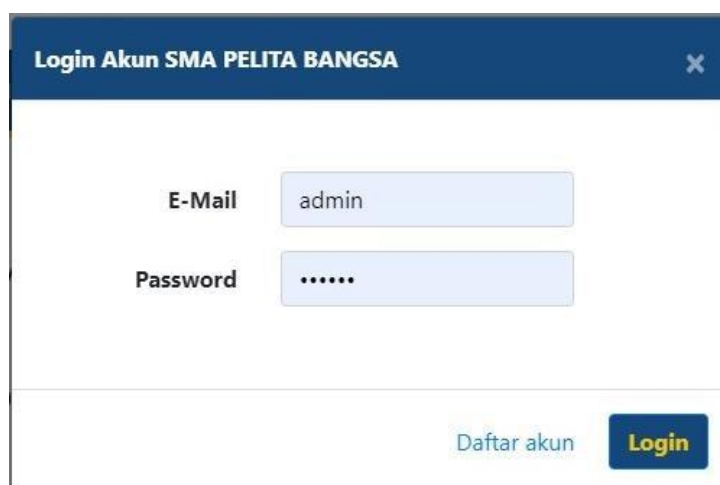 Login Akun SMA PELITA BANGSA ×
E-Mail admin
Password ••••••
Daftar akun Login